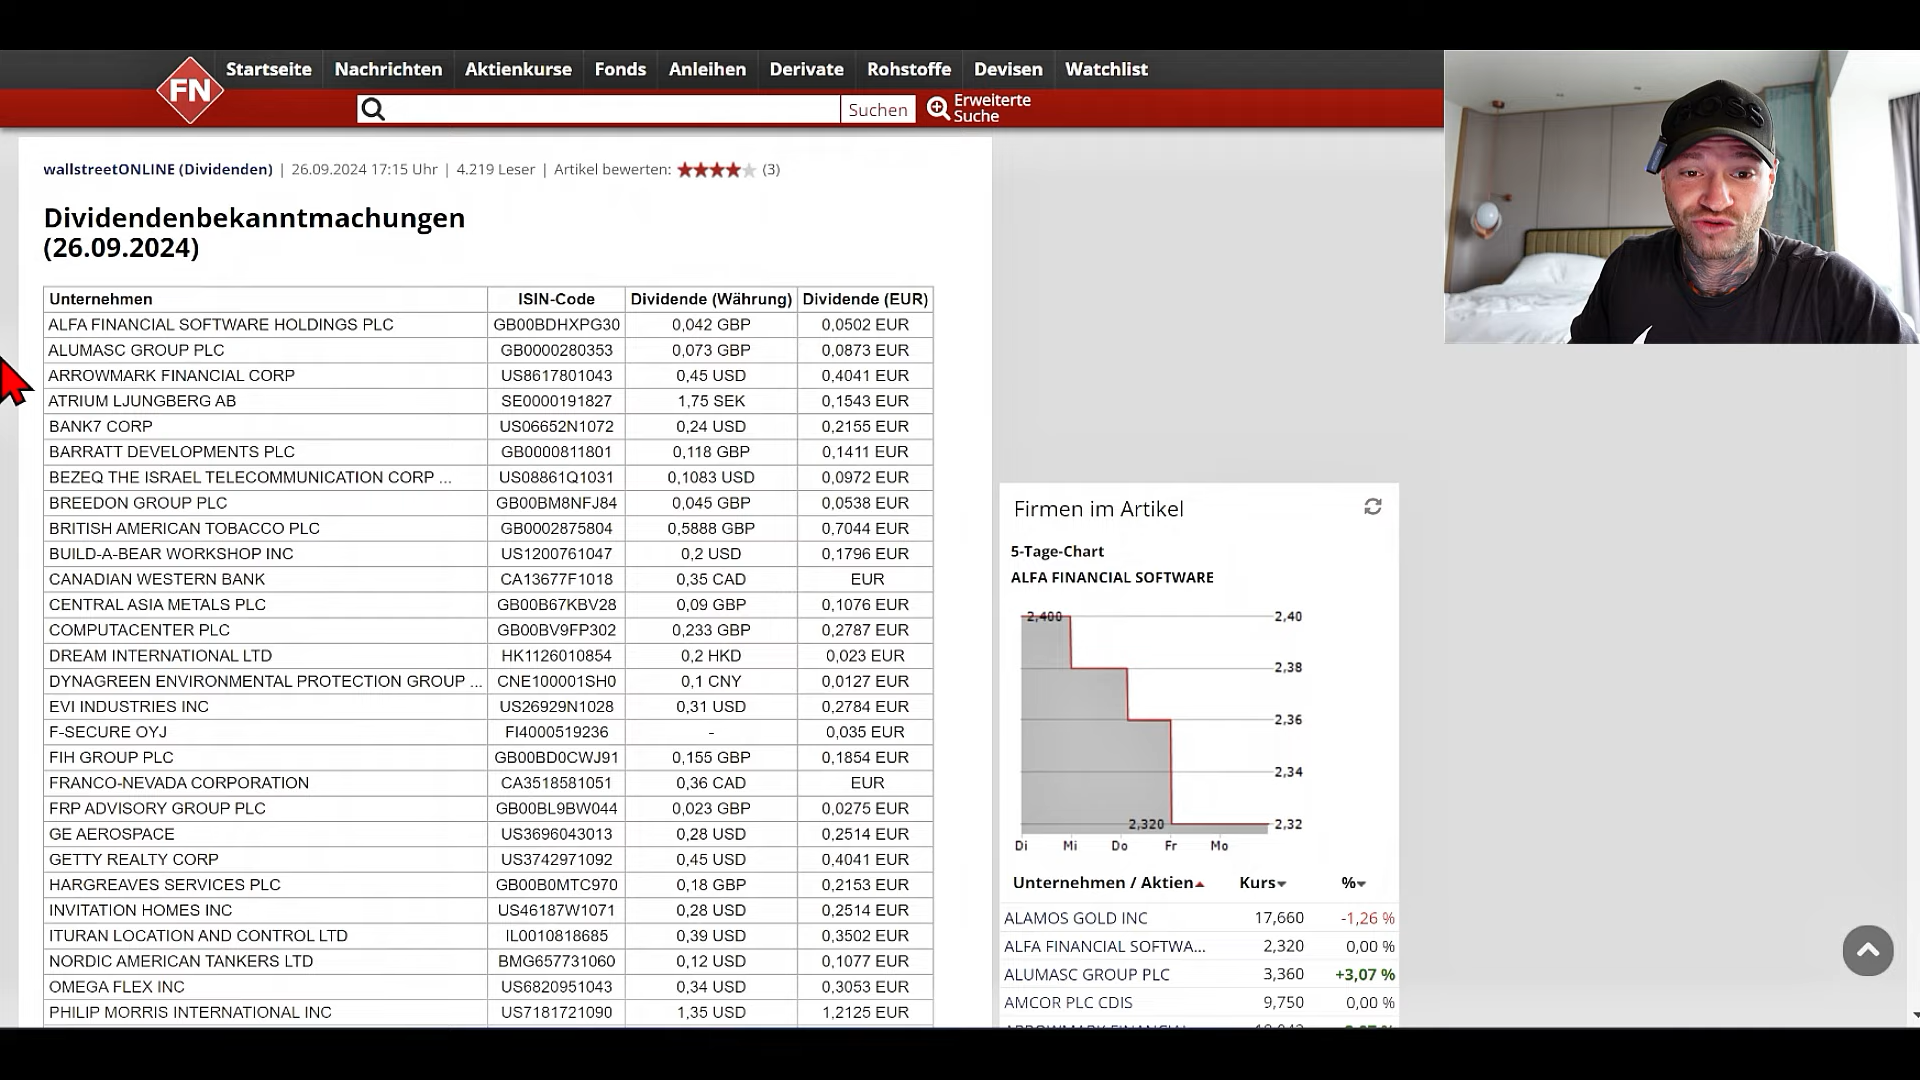 Startseite Nachrichten Aktienkurse Fonds Anleihen Derivate Rohstoffe Devisen Watchlist
FN
Suchen
Erweiterte
Suche
BOSS
wallstreetONLINE (Dividenden) | 26.09.2024 17:15 Uhr | 4.219 Leser | Artikel bewerten: (3)
Dividendenbekanntmachungen
(26.09.2024)
Unternehmen ISIN-Code Dividende (Währung) Dividende (EUR)
ALFA FINANCIAL SOFTWARE HOLDINGS PLC GB00BDHXPG30 0,042 GBP 0,0502 EUR
ALUMASC GROUP PLC GB0000280353 0,073 GBP 0,0873 EUR
ARROWMARK FINANCIAL CORP US8617801043 0,45 USD 0,4041 EUR
ATRIUM LJUNGBERG AB SE0000191827 1,75 SEK 0,1543 EUR
BANK7 CORP US06652N1072 0,24 USD 0,2155 EUR
BARRATT DEVELOPMENTS PLC GB0000811801 0,118 GBP 0,1411 EUR
BEZEQ THE ISRAEL TELECOMMUNICATION CORP ... US08861Q1031 0,1083 USD 0,0972 EUR
BREEDON GROUP PLC GB00BM8NFJ84 0,045 GBP 0,0538 EUR
BRITISH AMERICAN TOBACCO PLC GB0002875804 0,5888 GBP 0,7044 EUR
BUILD-A-BEAR WORKSHOP INC US1200761047 0,2 USD 0,1796 EUR
CANADIAN WESTERN BANK CA13677F1018 0,35 CAD EUR
CENTRAL ASIA METALS PLC GB00B67KBV28 0,09 GBP 0,1076 EUR
COMPUTACENTER PLC GB00BV9FP302 0,233 GBP 0,2787 EUR
DREAM INTERNATIONAL LTD HK1126010854 0,2 HKD 0,023 EUR
DYNAGREEN ENVIRONMENTAL PROTECTION GROUP ... CNE100001SH0 0,1 CNY 0,0127 EUR
EVI INDUSTRIES INC US26929N1028 0,31 USD 0,2784 EUR
F-SECURE OYJ FI4000519236 - 0,035 EUR
FIH GROUP PLC GB00BD0CWJ91 0,155 GBP 0,1854 EUR
FRANCO-NEVADA CORPORATION CA3518581051 0,36 CAD EUR
FRP ADVISORY GROUP PLC GB00BL9BW044 0,023 GBP 0,0275 EUR
GE AEROSPACE US3696043013 0,28 USD 0,2514 EUR
GETTY REALTY CORP US3742971092 0,45 USD 0,4041 EUR
HARGREAVES SERVICES PLC GB00B0MTC970 0,18 GBP 0,2153 EUR
INVITATION HOMES INC US46187W1071 0,28 USD 0,2514 EUR
ITURAN LOCATION AND CONTROL LTD IL0010818685 0,39 USD 0,3502 EUR
NORDIC AMERICAN TANKERS LTD BMG657731060 0,12 USD 0,1077 EUR
OMEGA FLEX INC US6820951043 0,34 USD 0,3053 EUR
PHILIP MORRIS INTERNATIONAL INC US7181721090 1,35 USD 1,2125 EUR
Firmen im Artikel
5-Tage-Chart
ALFA FINANCIAL SOFTWARE
2,400 2,40
2,38
2,36
2,34
2,320 2,32
Di Mi Do Fr Mo
Unternehmen / Aktien Kurs %
ALAMOS GOLD INC 17,660 -1,26 %
ALFA FINANCIAL SOFTWA... 2,320 0,00 %
ALUMASC GROUP PLC 3,360 +3,07 %
AMCOR PLC CDIS 9,750 0,00 %